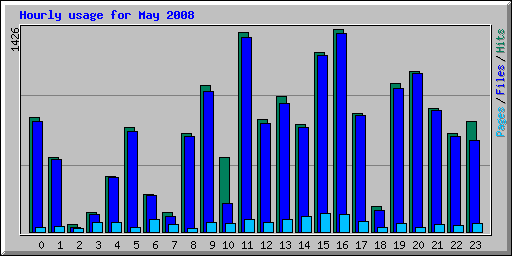 Hourly usage for May 2008
1426
Pages/Files/Hits
0 1 2 3 4 5 6 7 8 9 10 11 12 13 14 15 16 17 18 19 20 21 22 23